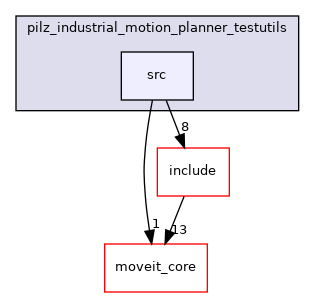 pilz_industrial_motion_planner_testutils
src
8
include
1
13
moveit_core